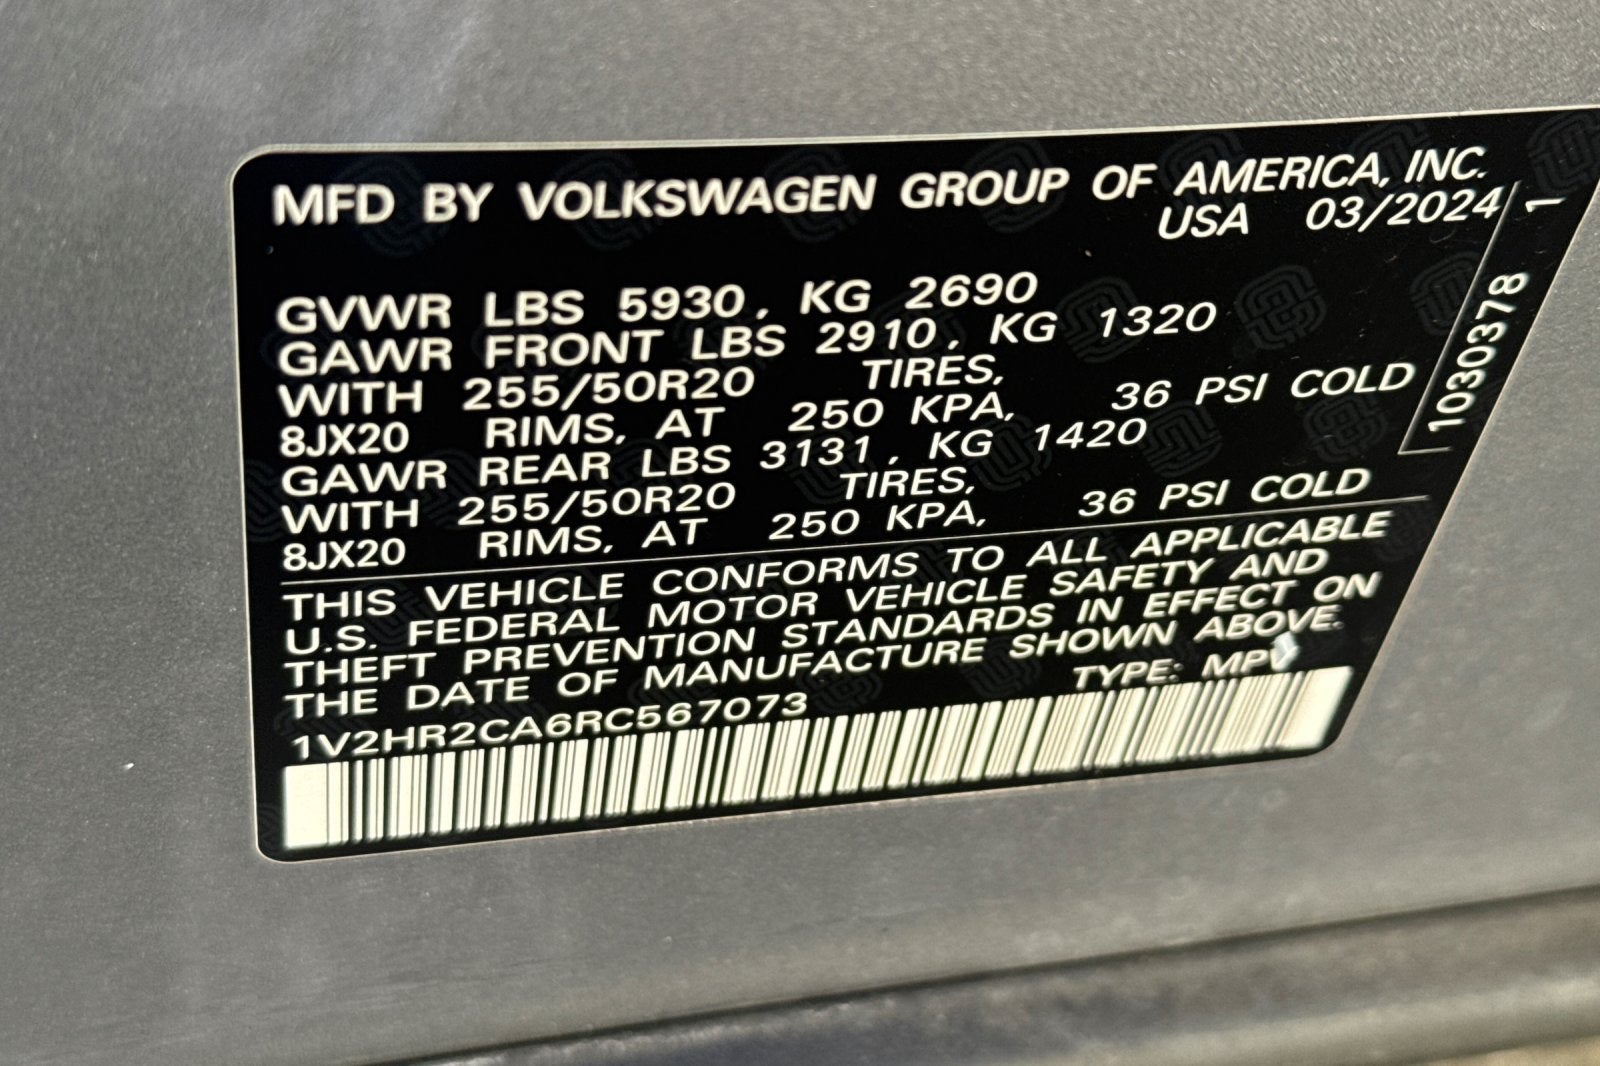 MFD BY VOLKSWAGEN GROUP OF AMERICA, INC.
USA 03/2024
GVWR LBS 5930, KG 2690
GAWR FRONT LBS 2910, KG 1320
WITH 255/50R20 TIRES,
8JX20 RIMS, AT 250 KPA, 36 PSI COLD
GAWR REAR LBS 3131, KG 1420
WITH 255/50R20 TIRES,
8JX20 RIMS, AT 250 KPA, 36 PSI COLD
THIS VEHICLE CONFORMS TO ALL APPLICABLE
U.S. FEDERAL MOTOR VEHICLE SAFETY AND
THEFT PREVENTION STANDARDS IN EFFECT ON
THE DATE OF MANUFACTURE SHOWN ABOVE.
1V2HR2CA6RC567073 TYPE: MPV
1030378 1